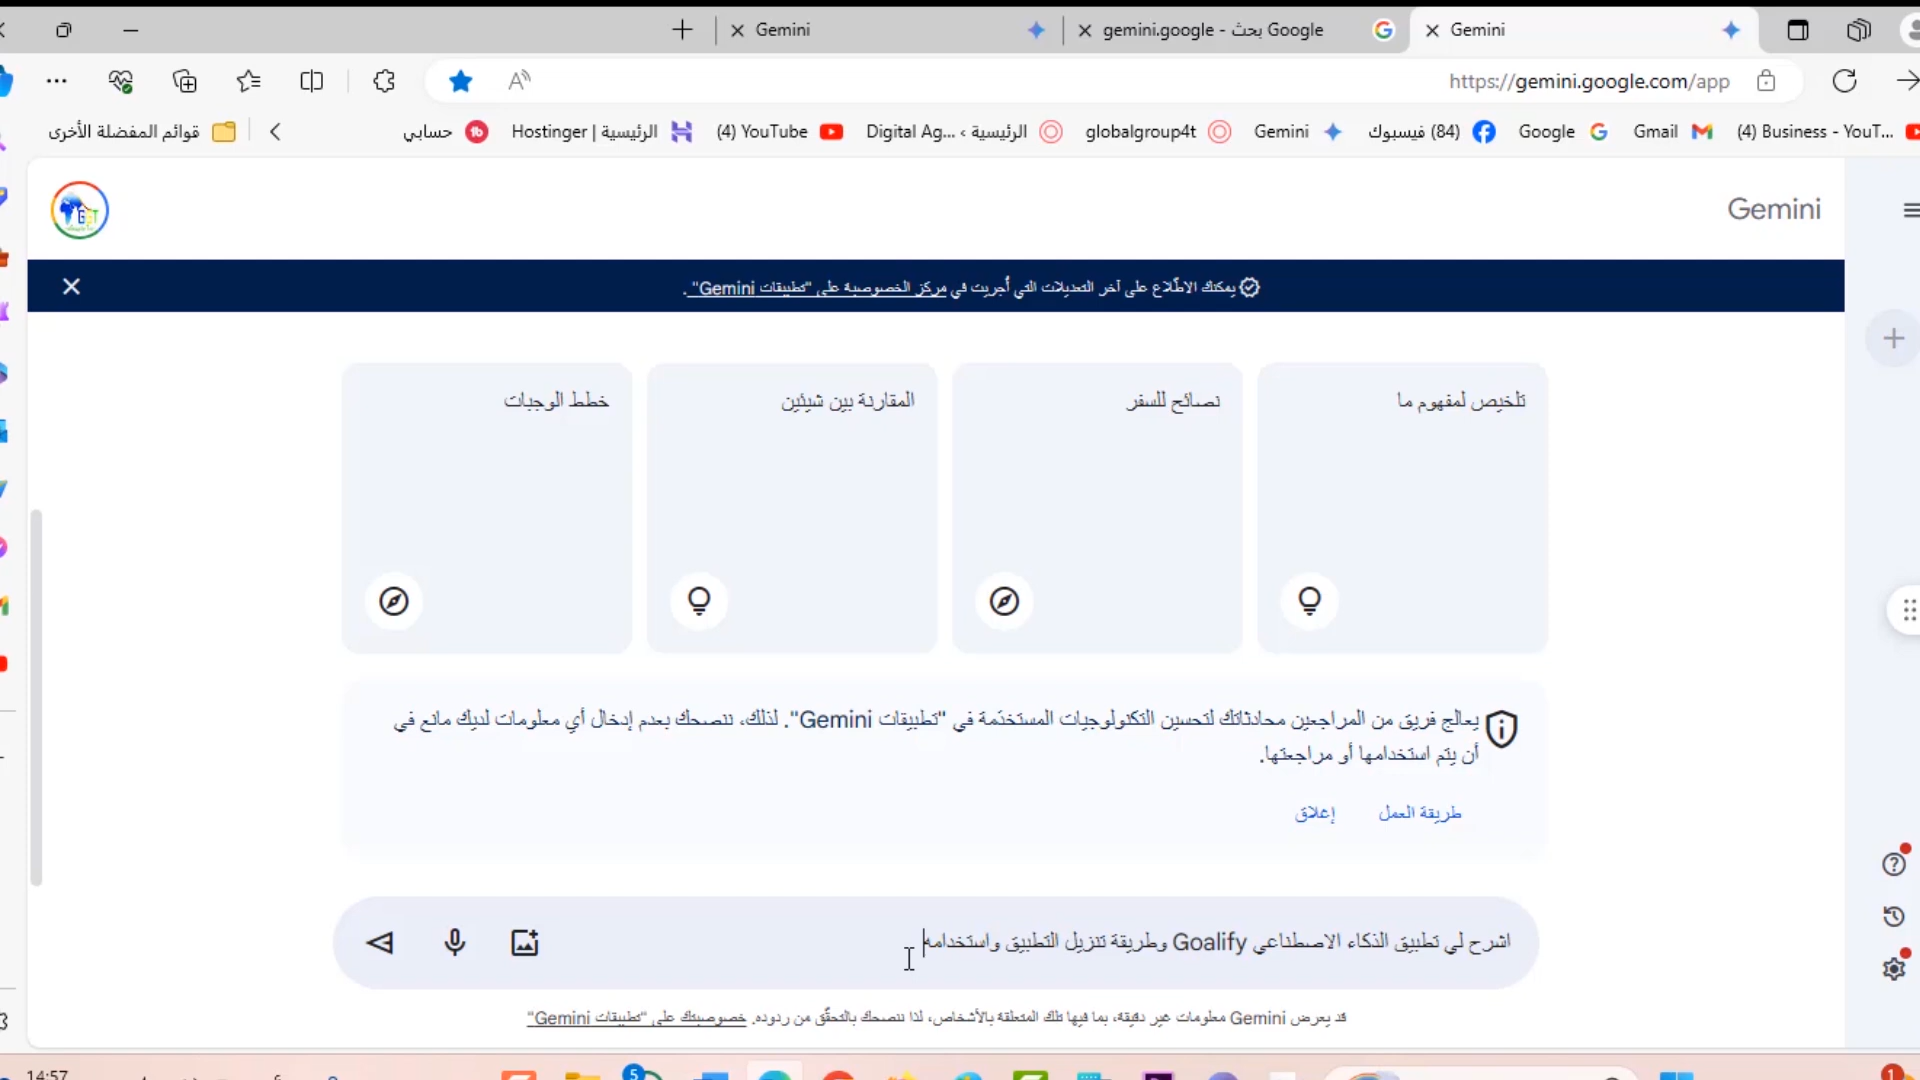 Gemini
gemini.google - بحث Google
Gemini
https://gemini.google.com/app
(4) Business - YouT...
Gmail
Google
(84) فيسبوك
Gemini
globalgroup4t
الرئيسية ‹ Digital Ag...
(4) YouTube
الرئيسية | Hostinger
حسابي
قوائم المفضلة الأخرى
Gemini
يمكنك الاطّلاع على آخر التعديلات التي أُجريت في مركز الخصوصية على "تطبيقات Gemini" .
تلخيص لمفهوم ما
نصائح للسفر
المقارنة بين شيئين
خطط الوجبات
يعالج فريق من المراجعين محادثاتك لتحسين التكنولوجيات المستخدَمة في "تطبيقات Gemini". لذلك، ننصحك بعدم إدخال أي معلومات لديك مانع في
أن يتم استخدامها أو مراجعتها.
طريقة العمل
إغلاق
اشرح لي تطبيق الذكاء الاصطناعي Goalify وطريقة تنزيل التطبيق واستخدامه
قد يعرض Gemini معلومات غير دقيقة، بما فيها تلك المتعلقة بالأشخاص، لذا ننصحك بالتحقّق من ردوده. خصوصيتك على "تطبيقات Gemini"
5
1
14:57